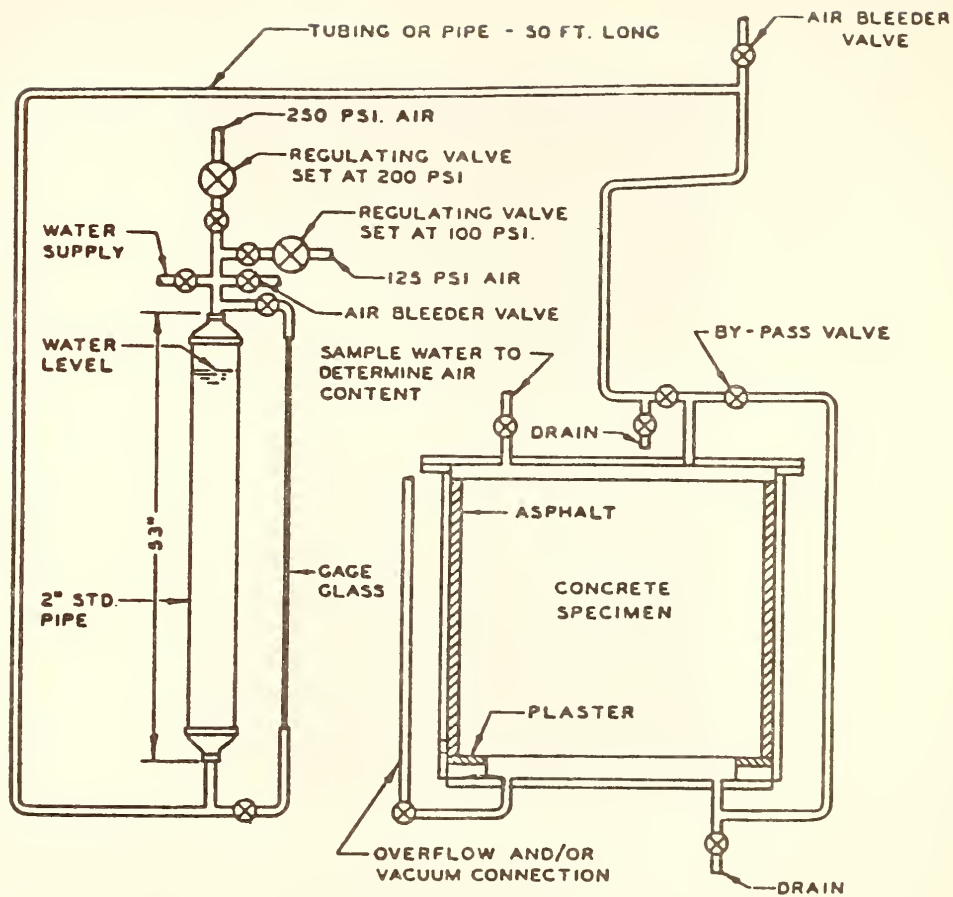 AIR BLEEDER
VALVE
TUBING OR PIPE - 50 FT. LONG
250 PSI. AIR
REGULATING VALVE
SET AT 200 PSI
REGULATING VALVE
SET AT 100 PSI.
WATER
SUPPLY
125 PSI AIR
AIR BLEEDER VALVE
BY-PASS VALVE
WATER
LEVEL
SAMPLE WATER TO
DETERMINE AIR
CONTENT
DRAIN
ASPHALT
53"
GAGE
GLASS
CONCRETE
SPECIMEN
2" STD.
PIPE
PLASTER
OVERFLOW AND/OR
VACUUM CONNECTION
DRAIN